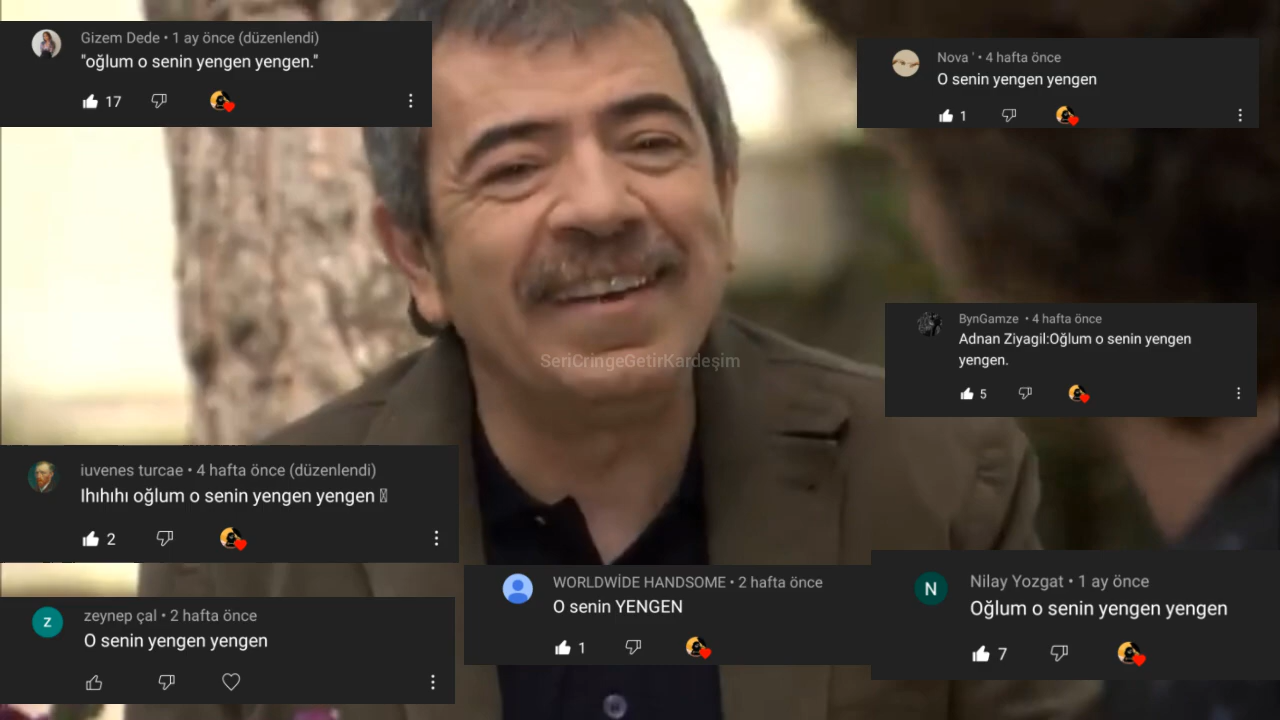 Gizem Dede • 1 ay önce (düzenlendi)
"oğlum o senin yengen yengen."
17
Nova ' • 4 hafta önce
O senin yengen yengen
1
BynGamze • 4 hafta önce
Adnan Ziyagil:Oğlum o senin yengen
yengen.
5
SeriCringeGetirKardeşim
iuvenes turcae • 4 hafta önce (düzenlendi)
Ihıhıhı oğlum o senin yengen yengen
2
WORLDWİDE HANDSOME • 2 hafta önce
O senin YENGEN
1
N
Nilay Yozgat • 1 ay önce
Oğlum o senin yengen yengen
7
z
zeynep çal • 2 hafta önce
O senin yengen yengen